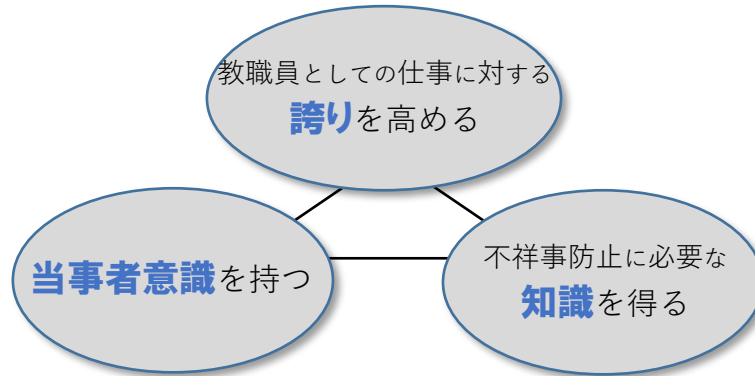 教職員としての仕事に対する
誇りを高める
当事者意識を持つ
不祥事防止に必要な
知識を得る